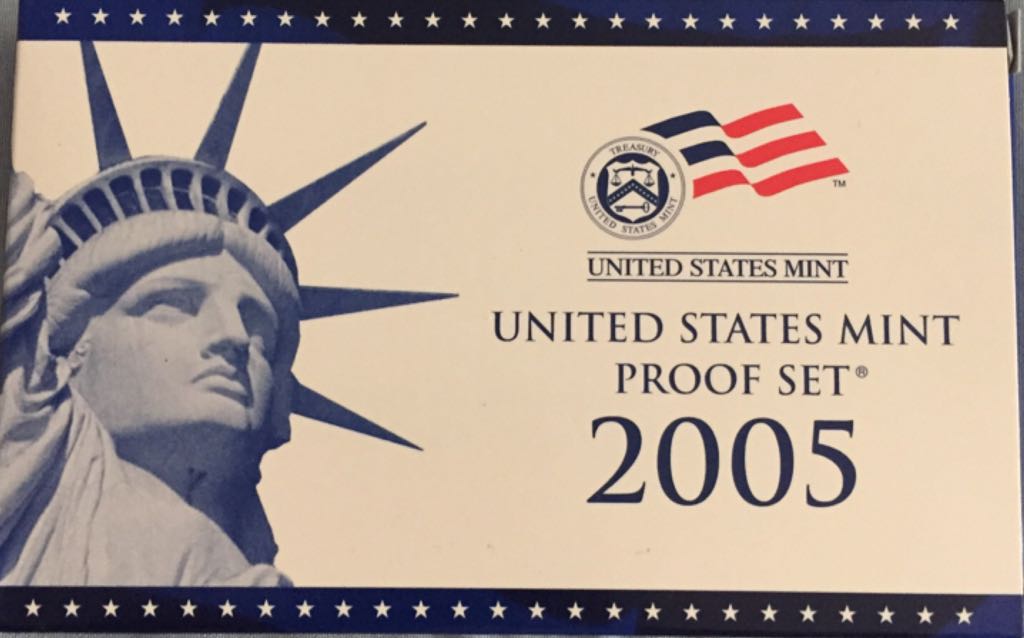 TREASURY
UNITED STATES MINT
TM
UNITED STATES MINT
UNITED STATES MINT
PROOF SET®
2005